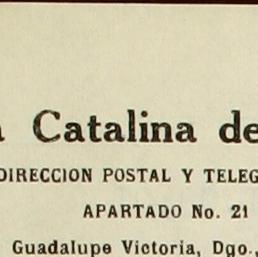 Catalina de
DIRECCION POSTAL Y TELEG
APARTADO No. 21
Guadalupe Victoria, Dgo.,